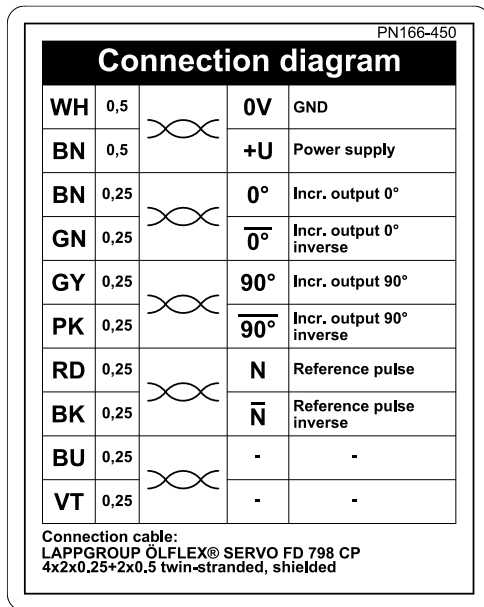 PN166-450
Connection diagram
WH 0,5 0V GND
BN 0,5 +U Power supply
BN 0,25 0° Incr. output 0°
GN 0,25 0̅°̅ Incr. output 0°
inverse
GY 0,25 90° Incr. output 90°
PK 0,25 9̅0̅°̅ Incr. output 90°
inverse
RD 0,25 N Reference pulse
BK 0,25 N̅ Reference pulse
inverse
BU 0,25 - -
VT 0,25 - -
Connection cable:
LAPPGROUP ÖLFLEX® SERVO FD 798 CP
4x2x0.25+2x0.5 twin-stranded, shielded